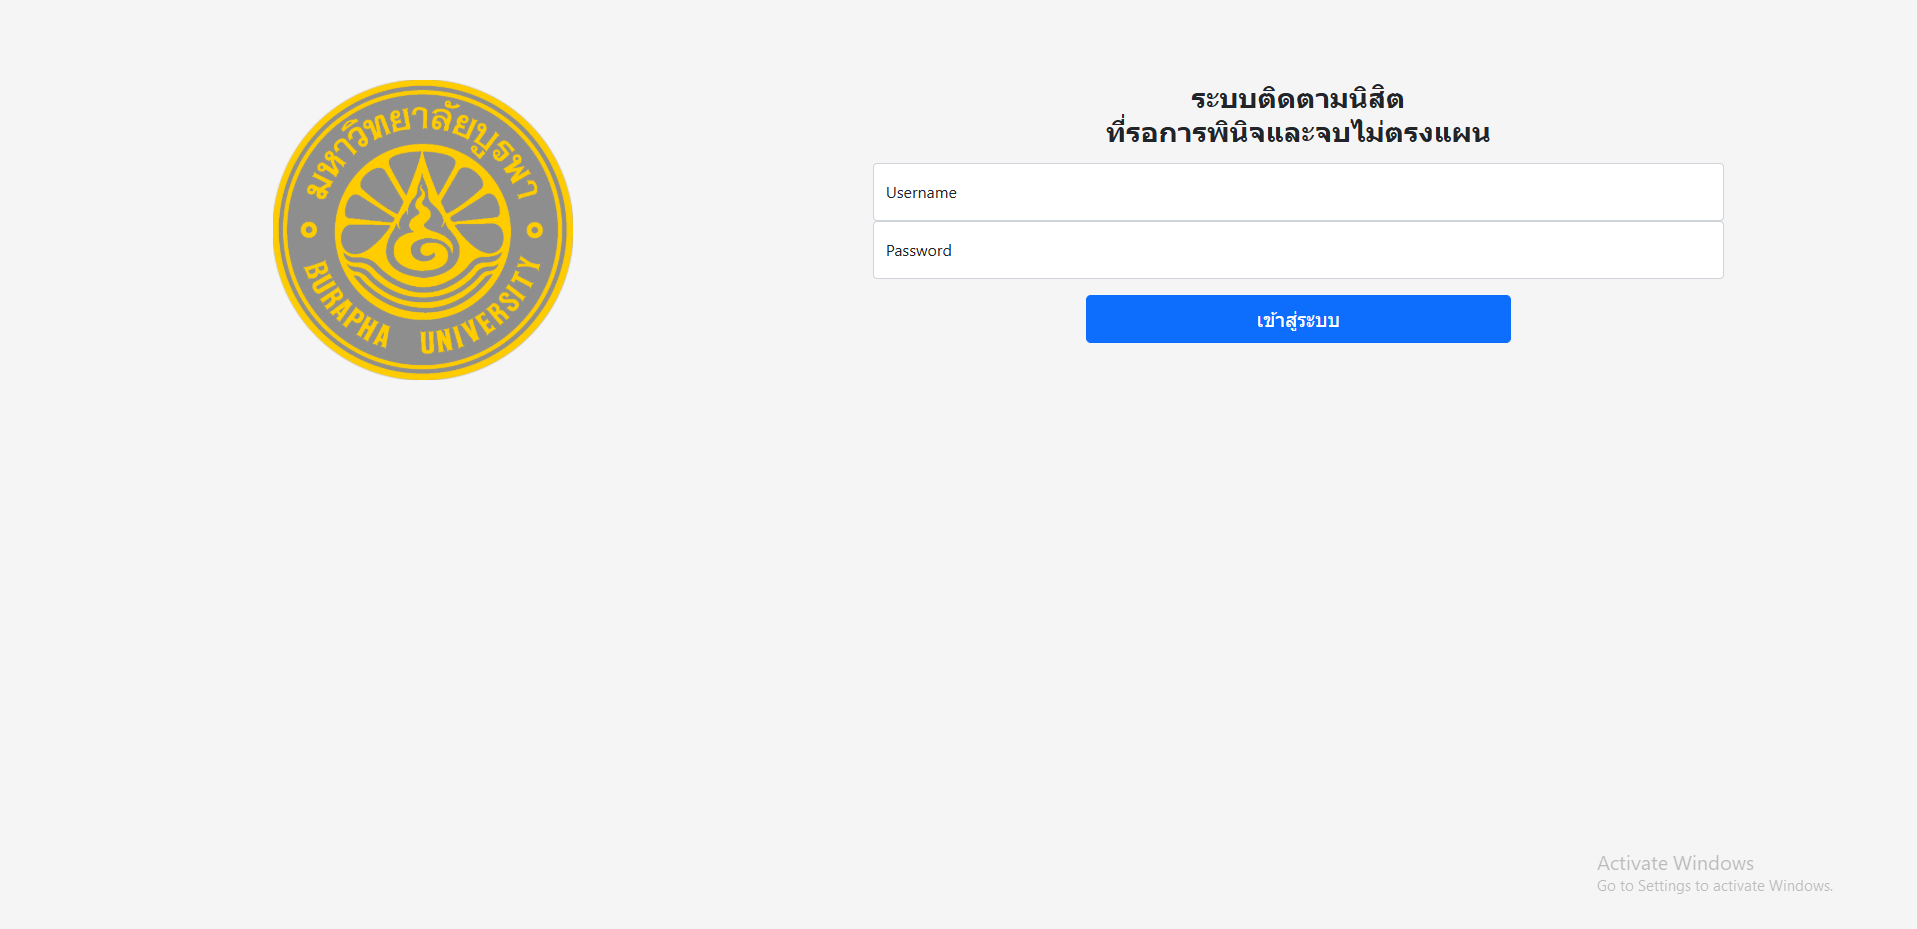 มหาวิทยาลัยบูรพา
BURAPHA UNIVERSITY
ระบบติดตามนิสิต
ที่รอการพินิจและจบไม่ตรงแผน
Username
Password
เข้าสู่ระบบ
Activate Windows
Go to Settings to activate Windows.